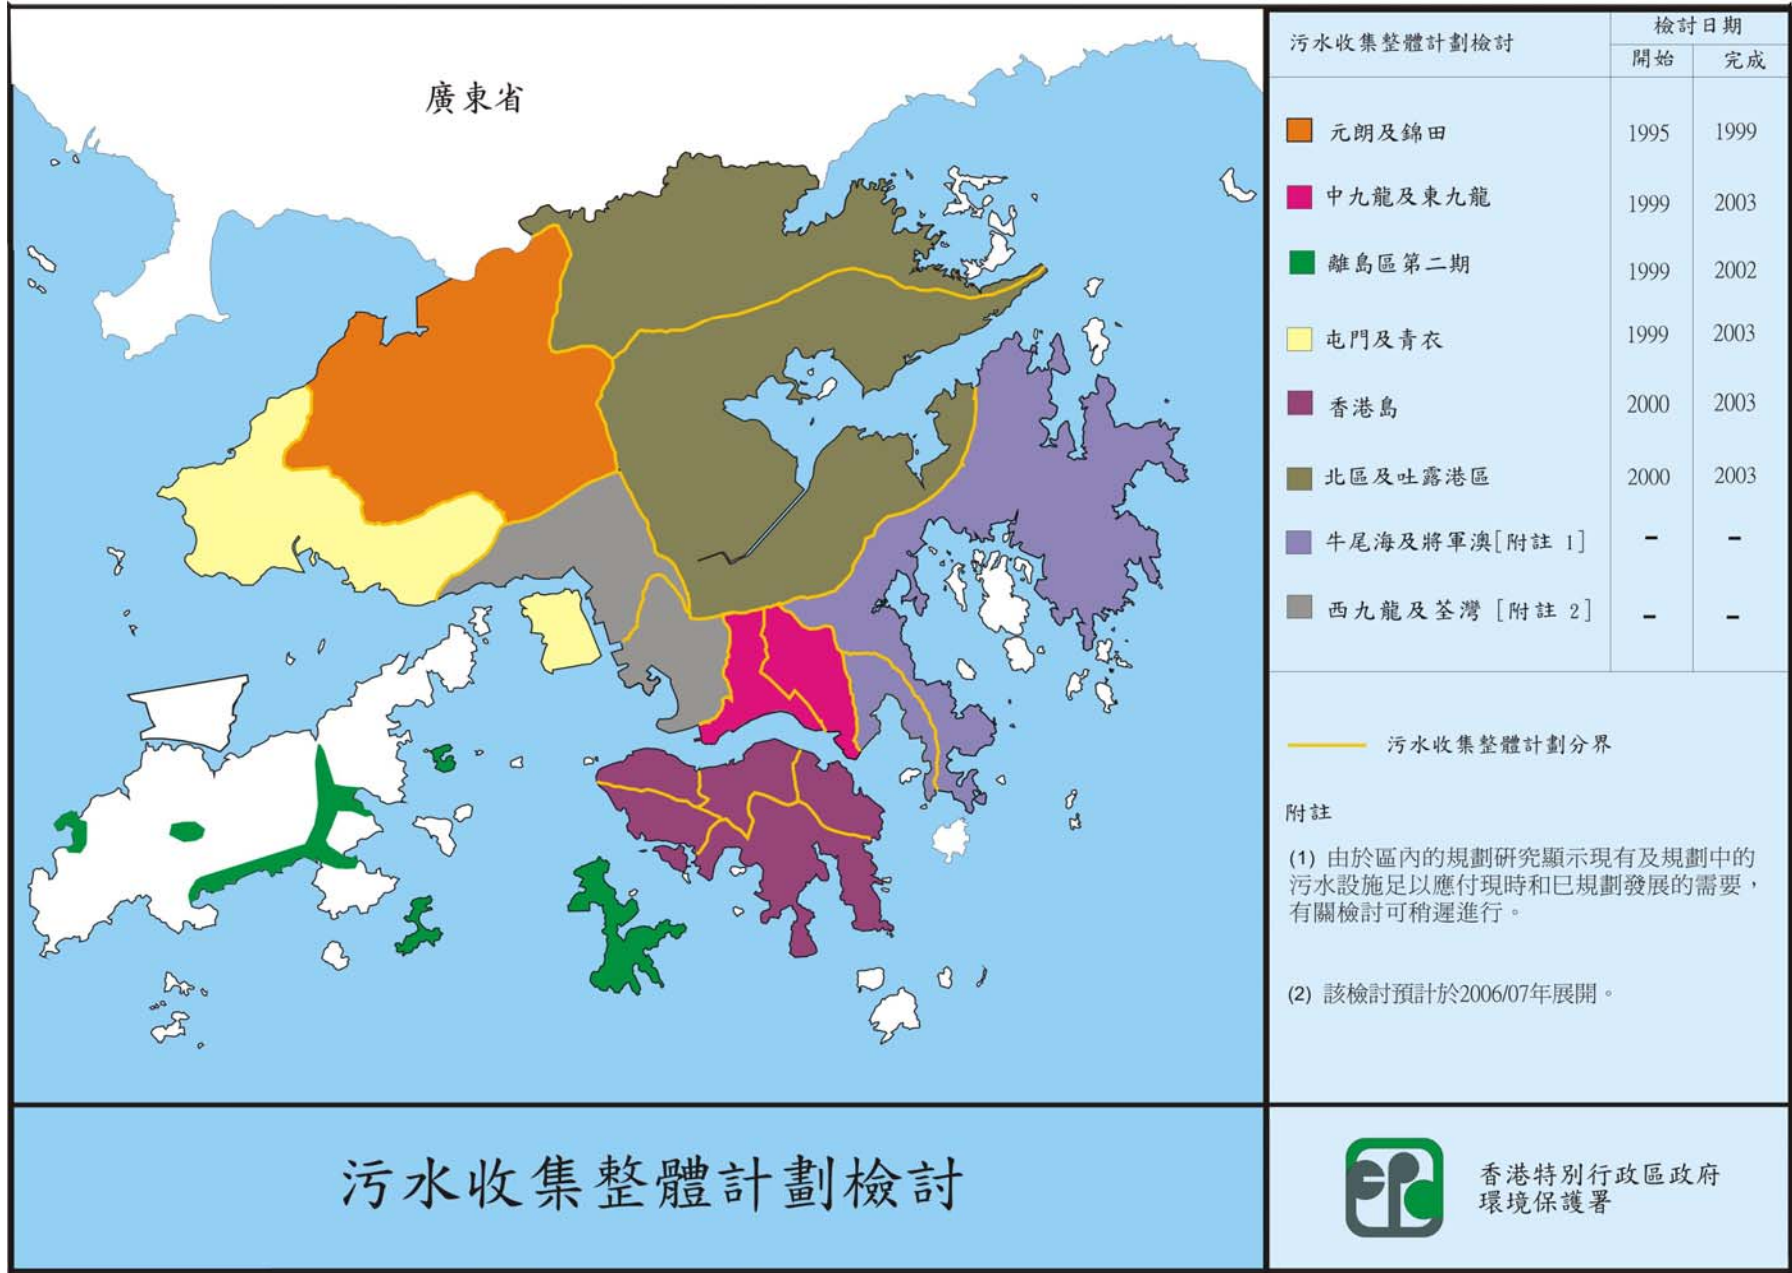 廣東省
污水收集整體計劃檢討
檢討日期
開始 完成
元朗及錦田 1995 1999
中九龍及東九龍 1999 2003
離島區第二期 1999 2002
屯門及青衣 1999 2003
香港島 2000 2003
北區及吐露港區 2000 2003
牛尾海及將軍澳[附註 1] - -
西九龍及荃灣 [附註 2] - -
污水收集整體計劃分界
附註
(1) 由於區內的規劃研究顯示現有及規劃中的
污水設施足以應付現時和已規劃發展的需要，
有關檢討可稍遲進行。
(2) 該檢討預計於2006/07年展開。
污水收集整體計劃檢討
香港特別行政區政府
環境保護署